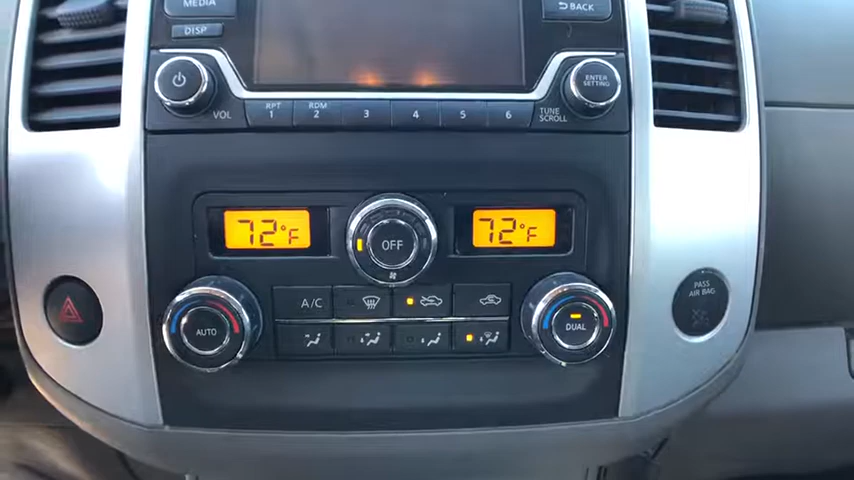 MEDIA
BACK
DISP
ENTER
SETTING
VOL
RPT
1
RDM
2
3
4
5
6
TUNE
SCROLL
72°F
OFF
72°F
PASS
AIR BAG
A/C
AUTO
DUAL